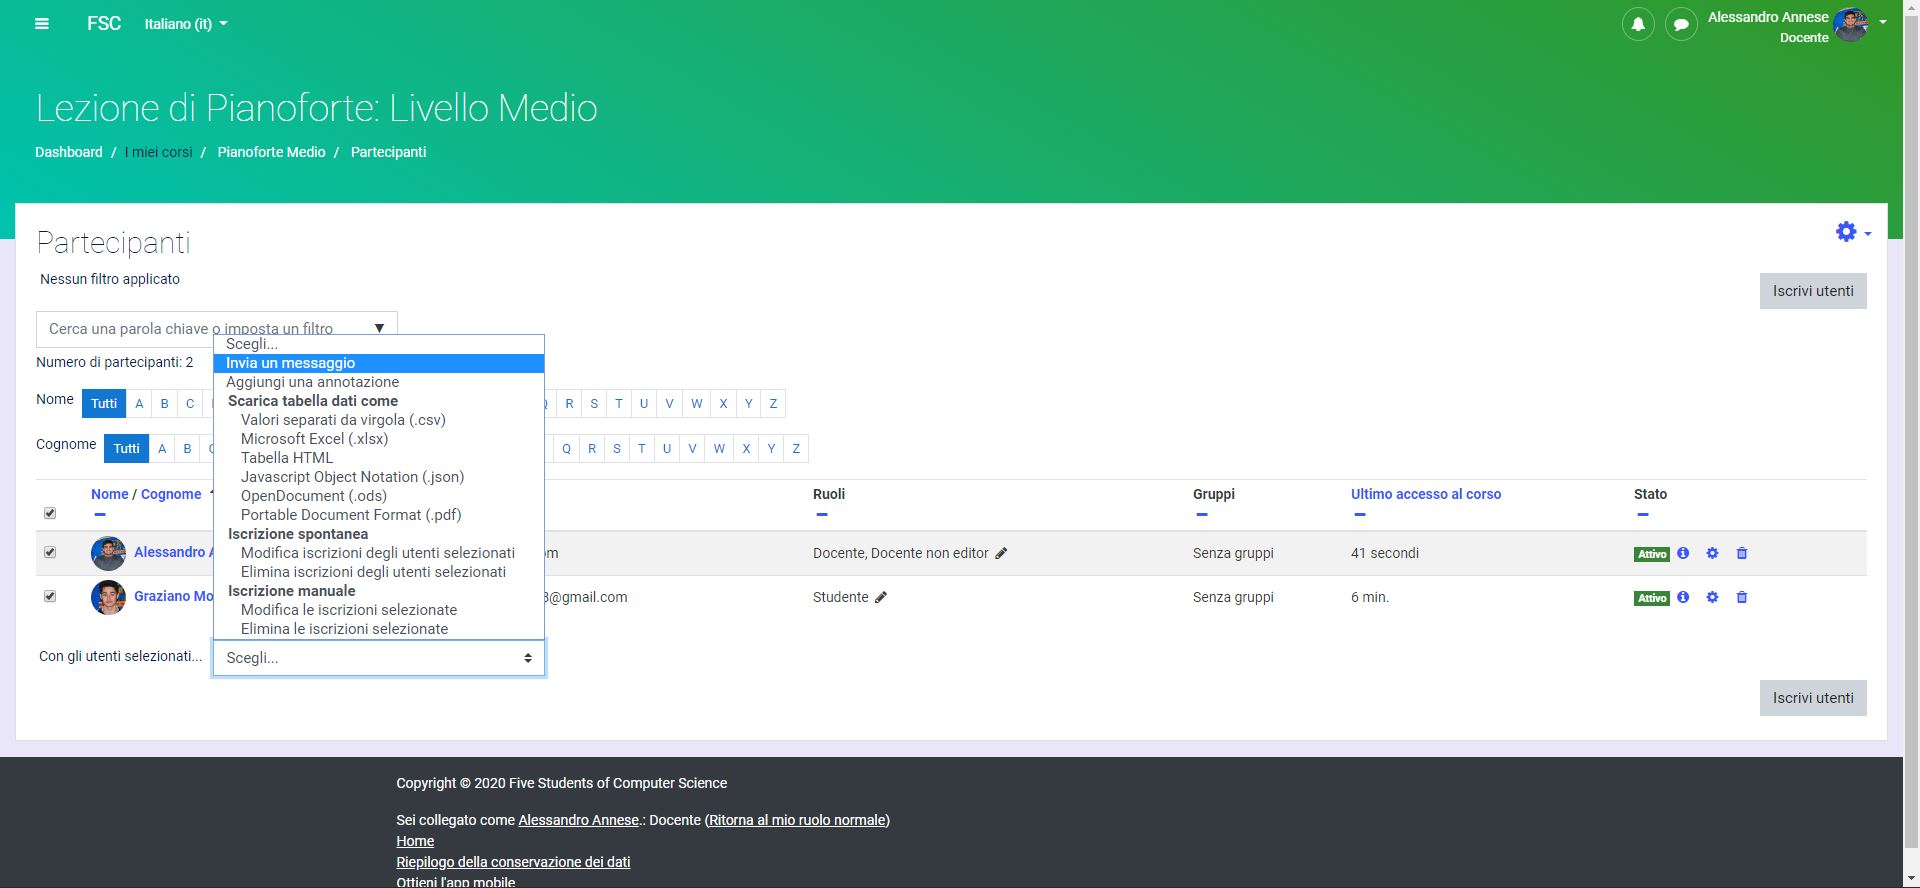 FSC Italiano (it)
Alessandro Annese
Docente
Lezione di Pianoforte: Livello Medio
Dashboard / I miei corsi / Pianoforte Medio / Partecipanti
Partecipanti
Nessun filtro applicato
Iscrivi utenti
Cerca una parola chiave o imposta un filtro
Numero di partecipanti: 2
Scegli...
Invia un messaggio
Aggiungi una annotazione
Scarica tabella dati come
Valori separati da virgola (.csv)
Microsoft Excel (.xlsx)
Tabella HTML
Javascript Object Notation (.json)
OpenDocument (.ods)
Portable Document Format (.pdf)
Iscrizione spontanea
Modifica iscrizioni degli utenti selezionati
Elimina iscrizioni degli utenti selezionati
Iscrizione manuale
Modifica le iscrizioni selezionate
Elimina le iscrizioni selezionate
Nome Tutti A B C R S T U V W X Y Z
Cognome Tutti A B Q R S T U V W X Y Z
Nome / Cognome Ruoli Gruppi Ultimo accesso al corso Stato
Alessandro Docente, Docente non editor Senza gruppi 41 secondi Attivo
Graziano @gmail.com Studente Senza gruppi 6 min. Attivo
Con gli utenti selezionati... Scegli...
Iscrivi utenti
Copyright © 2020 Five Students of Computer Science
Sei collegato come Alessandro Annese.: Docente (Ritorna al mio ruolo normale)
Home
Riepilogo della conservazione dei dati
Ottieni l'app mobile